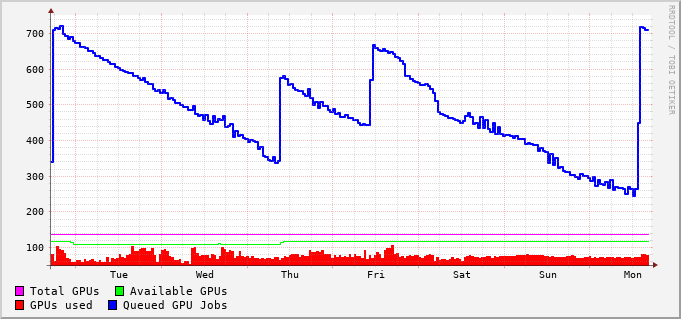 RRDTOOL / TOBI OETIKER
700
600
500
400
300
200
100
Tue Wed Thu Fri Sat Sun Mon
Total GPUs Available GPUs
GPUs used Queued GPU Jobs